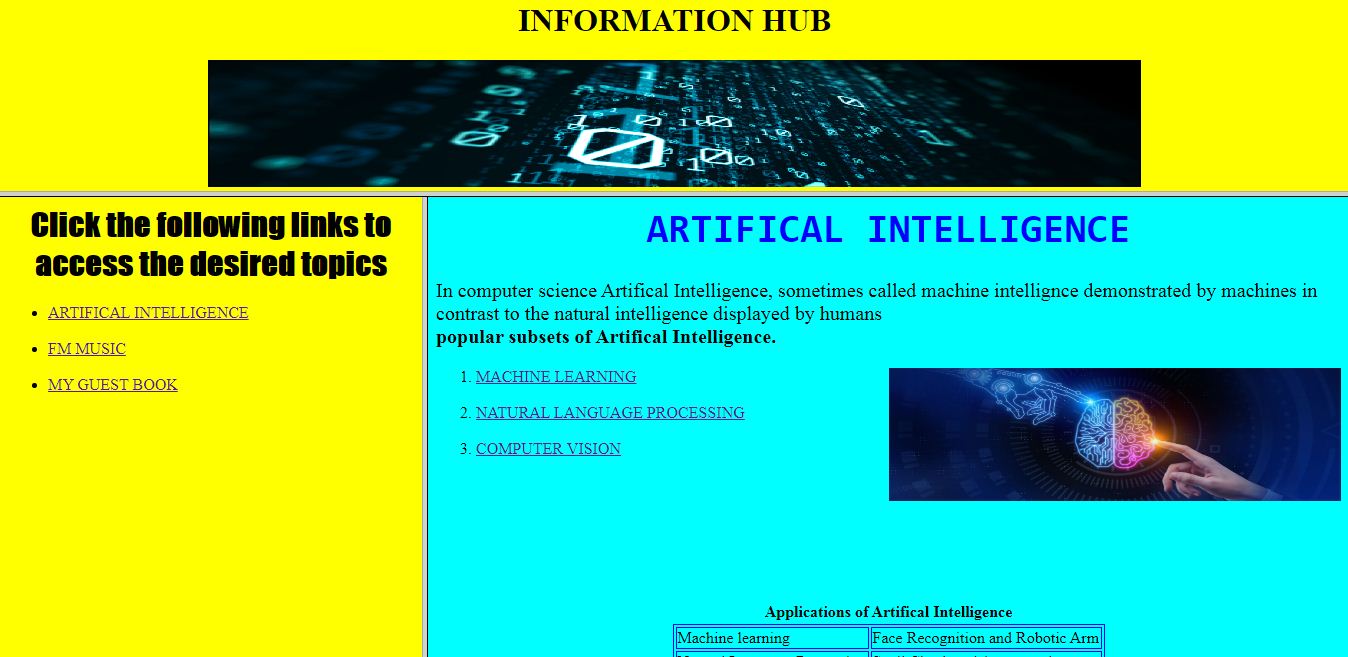 INFORMATION HUB
Click the following links to
access the desired topics
ARTIFICAL INTELLIGENCE
FM MUSIC
MY GUEST BOOK
ARTIFICAL INTELLIGENCE
In computer science Artifical Intelligence, sometimes called machine intellignce demonstrated by machines in
contrast to the natural intelligence displayed by humans
popular subsets of Artifical Intelligence.
1. MACHINE LEARNING
2. NATURAL LANGUAGE PROCESSING
3. COMPUTER VISION
Applications of Artifical Intelligence
Machine learning
Face Recognition and Robotic Arm